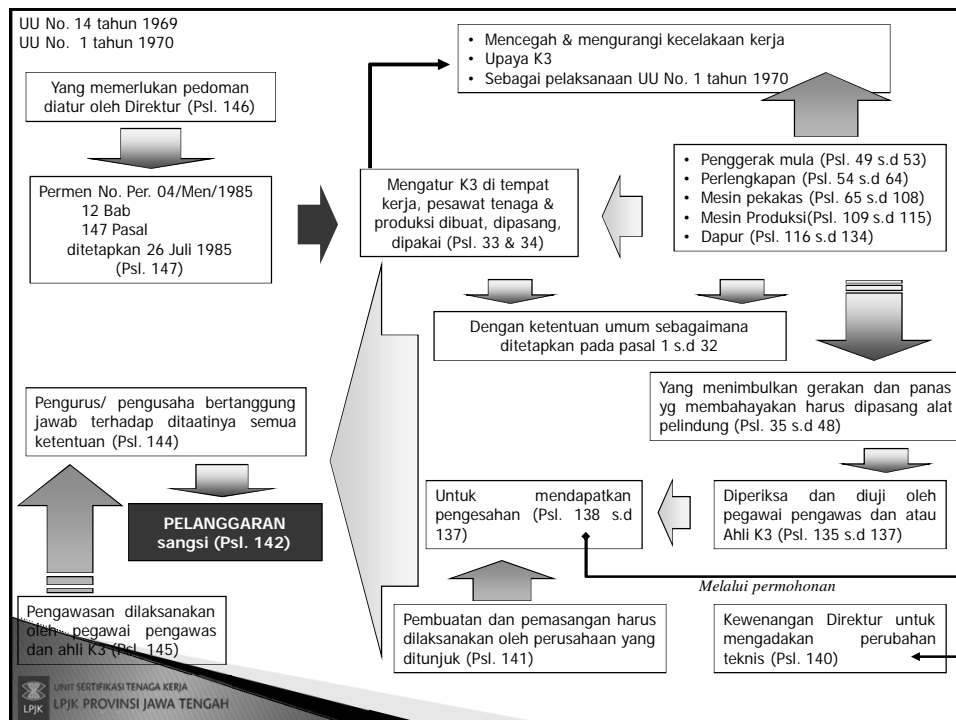 UU No. 14 tahun 1969
UU No.  1 tahun 1970
Yang memerlukan pedoman
diatur oleh Direktur (Psl. 146)
Permen No. Per. 04/Men/1985
12 Bab
147 Pasal
ditetapkan 26 Juli 1985
(Psl. 147)
Mengatur K3 di tempat
kerja, pesawat tenaga &
produksi dibuat, dipasang,
dipakai (Psl. 33 & 34)
• Mencegah & mengurangi kecelakaan kerja
• Upaya K3
• Sebagai pelaksanaan UU No. 1 tahun 1970
• Penggerak mula (Psl. 49 s.d 53)
• Perlengkapan (Psl. 54 s.d 64)
• Mesin pekakas (Psl. 65 s.d 108)
• Mesin Produksi(Psl. 109 s.d 115)
• Dapur (Psl. 116 s.d 134)
Dengan ketentuan umum sebagaimana
ditetapkan pada pasal 1 s.d 32
Yang menimbulkan gerakan dan panas
yg membahayakan harus dipasang alat
pelindung (Psl. 35 s.d 48)
Pengurus/ pengusaha bertanggung
jawab terhadap ditaatinya semua
ketentuan (Psl. 144)
PELANGGARAN
sangsi (Psl. 142)
Untuk mendapatkan
pengesahan (Psl. 138 s.d
137)
Diperiksa dan diuji oleh
pegawai pengawas dan atau
Ahli K3 (Psl. 135 s.d 137)
Melalui permohonan
Pengawasan dilaksanakan
oleh pegawai pengawas
dan ahli K3 (Psl. 145)
Pembuatan dan pemasangan harus
dilaksanakan oleh perusahaan yang
ditunjuk (Psl. 141)
Kewenangan Direktur untuk
mengadakan perubahan
teknis (Psl. 140)
LPJK
UNIT SERTIFIKASI TENAGA KERJA
LPJK PROVINSI JAWA TENGAH